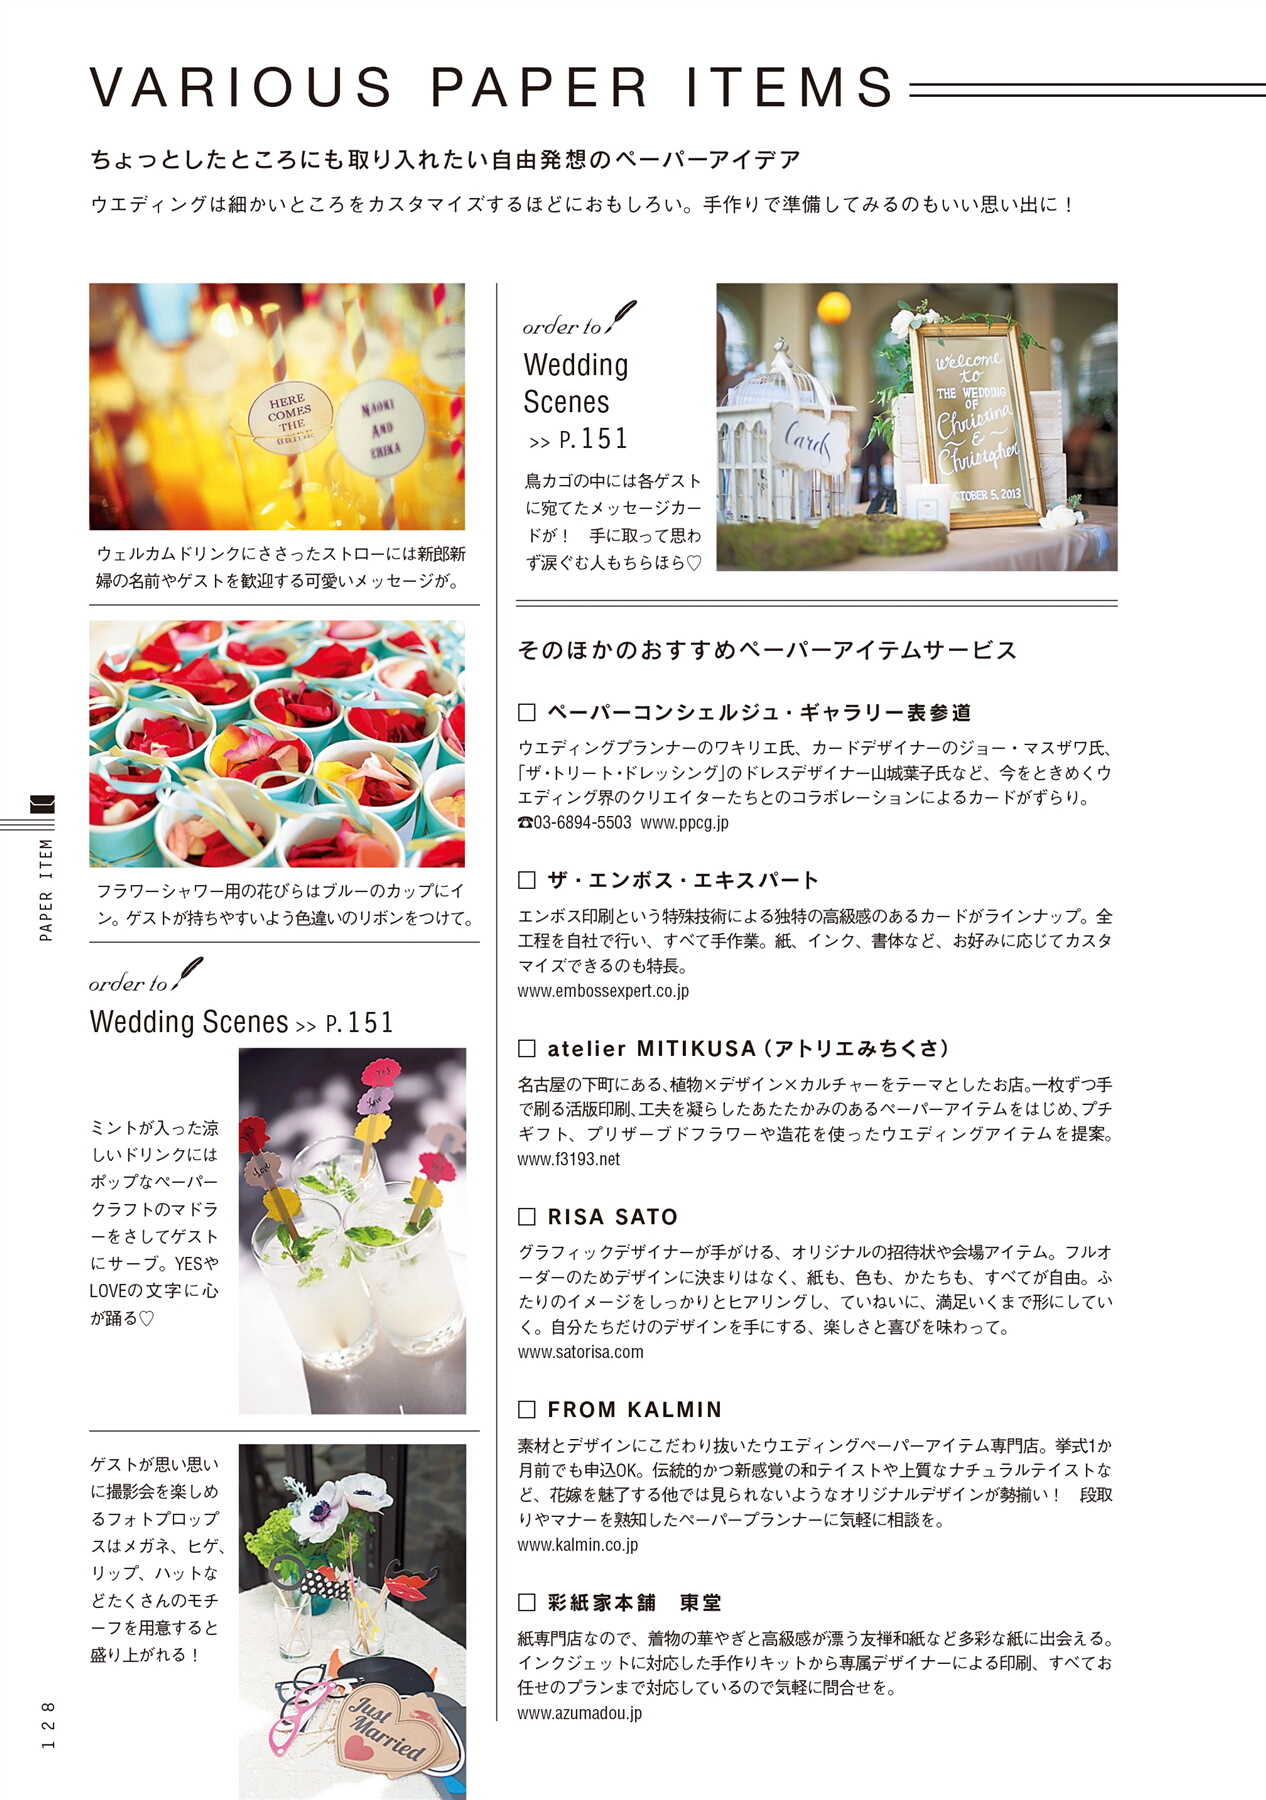 VARIOUS PAPER ITEMS
ちょっとしたところにも取り入れたい自由発想のペーパーアイデア
ウエディングは細かいところをカスタマイズするほどにおもしろい。手作りで準備してみるのもいい思い出に！
HERE
COMES
THE
NAOKI
AND
ERIKA
ウェルカムドリンクにささったストローには新郎新
婦の名前やゲストを歓迎する可愛いメッセージが。
フラワーシャワー用の花びらはブルーのカップにイ
ン。ゲストが持ちやすいよう色違いのリボンをつけて。
order to
Wedding Scenes >> P.151
ミントが入った涼
しいドリンクには
ポップなペーパー
クラフトのマドラ
ーをさしてゲスト
にサーブ。YESや
LOVEの文字に心
が踊る♡
Yes
Love
Love
ゲストが思い思い
に撮影会を楽しめ
るフォトプロップ
スはメガネ、ヒゲ、
リップ、ハットな
どたくさんのモチ
ーフを用意すると
盛り上がれる！
Just
Married
order to
Wedding
Scenes
>> P.151
鳥カゴの中には各ゲスト
に宛てたメッセージカー
ドが！　手に取って思わ
ず涙ぐむ人もちらほら♡
Cards
Welcome
to
THE WEDDING
OF
Christina
&
Christopher
OCTOBER 5, 2013
そのほかのおすすめペーパーアイテムサービス
□ ペーパーコンシェルジュ・ギャラリー表参道
ウエディングプランナーのワキリエ氏、カードデザイナーのジョー・マスザワ氏、
「ザ・トリート・ドレッシング」のドレスデザイナー山城葉子氏など、今をときめくウ
エディング界のクリエイターたちとのコラボレーションによるカードがずらり。
☎03-6894-5503 www.ppcg.jp
□ ザ・エンボス・エキスパート
エンボス印刷という特殊技術による独特の高級感のあるカードがラインナップ。全
工程を自社で行い、すべて手作業。紙、インク、書体など、お好みに応じてカスタ
マイズできるのも特長。
www.embossexpert.co.jp
□ atelier MITIKUSA（アトリエみちくさ）
名古屋の下町にある、植物×デザイン×カルチャーをテーマとしたお店。一枚ずつ手
で刷る活版印刷、工夫を凝らしたあたたかみのあるペーパーアイテムをはじめ、プチ
ギフト、プリザーブドフラワーや造花を使ったウエディングアイテムを提案。
www.f3193.net
□ RISA SATO
グラフィックデザイナーが手がける、オリジナルの招待状や会場アイテム。フルオ
ーダーのためデザインに決まりはなく、紙も、色も、かたちも、すべてが自由。ふ
たりのイメージをしっかりとヒアリングし、ていねいに、満足いくまで形にしてい
く。自分たちだけのデザインを手にする、楽しさと喜びを味わって。
www.satorisa.com
□ FROM KALMIN
素材とデザインにこだわり抜いたウエディングペーパーアイテム専門店。挙式1か
月前でも申込OK。伝統的かつ新感覚の和テイストや上質なナチュラルテイストな
ど、花嫁を魅了する他では見られないようなオリジナルデザインが勢揃い！　段取
りやマナーを熟知したペーパープランナーに気軽に相談を。
www.kalmin.co.jp
□ 彩紙家本舗　東堂
紙専門店なので、着物の華やぎと高級感が漂う友禅和紙など多彩な紙に出会える。
インクジェットに対応した手作りキットから専属デザイナーによる印刷、すべてお
任せのプランまで対応しているので気軽に問合せを。
www.azumadou.jp
PAPER ITEM
128